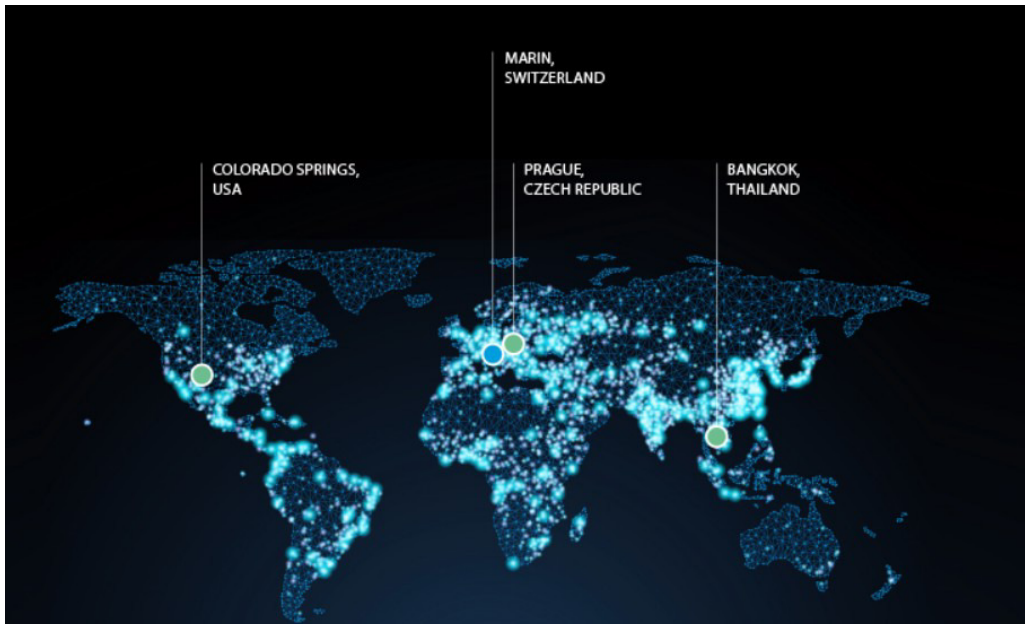 MARIN,
SWITZERLAND
COLORADO SPRINGS,
USA
PRAGUE,
CZECH REPUBLIC
BANGKOK,
THAILAND